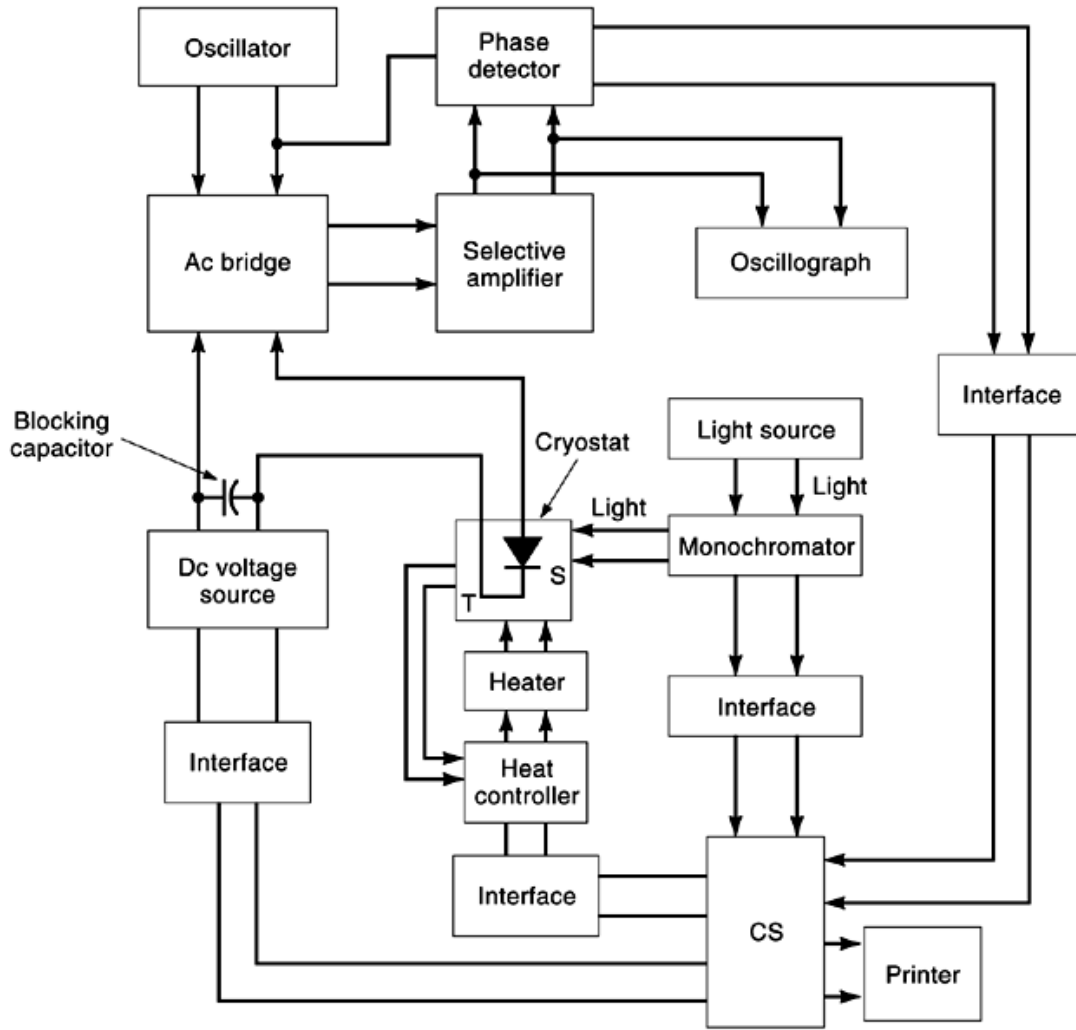 Oscillator
Phase
detector
Ac bridge
Selective
amplifier
Oscillograph
Interface
Blocking
capacitor
Light source
Cryostat
Light
Light
Monochromator
Dc voltage
source
S
T
Heater
Interface
Interface
Heat
controller
Interface
CS
Printer